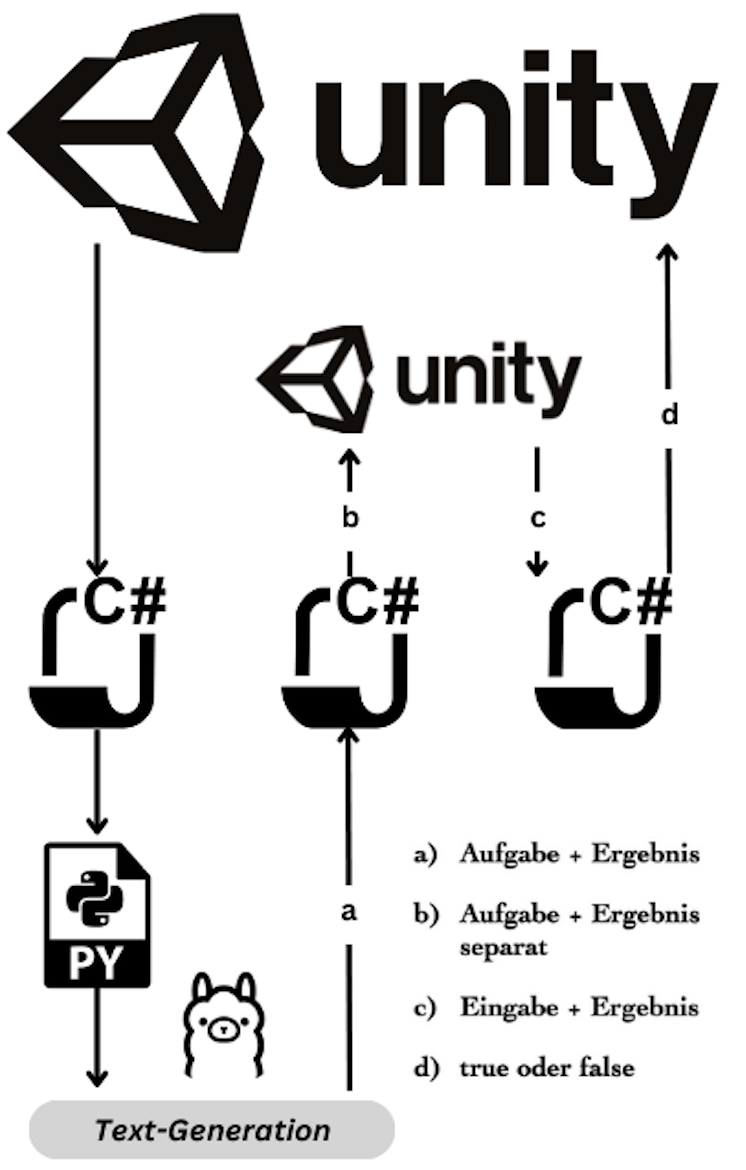 unity
unity
d
b
c
C#
C#
C#
a
PY
a) Aufgabe + Ergebnis
b) Aufgabe + Ergebnis
separat
c) Eingabe + Ergebnis
d) true oder false
Text-Generation